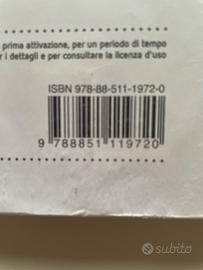 prima attivazione, per un periodo di tempo
i dettagli e per consultare la licenza d'uso
ISBN 978-88-511-1972-0
9 788851 119720
subito